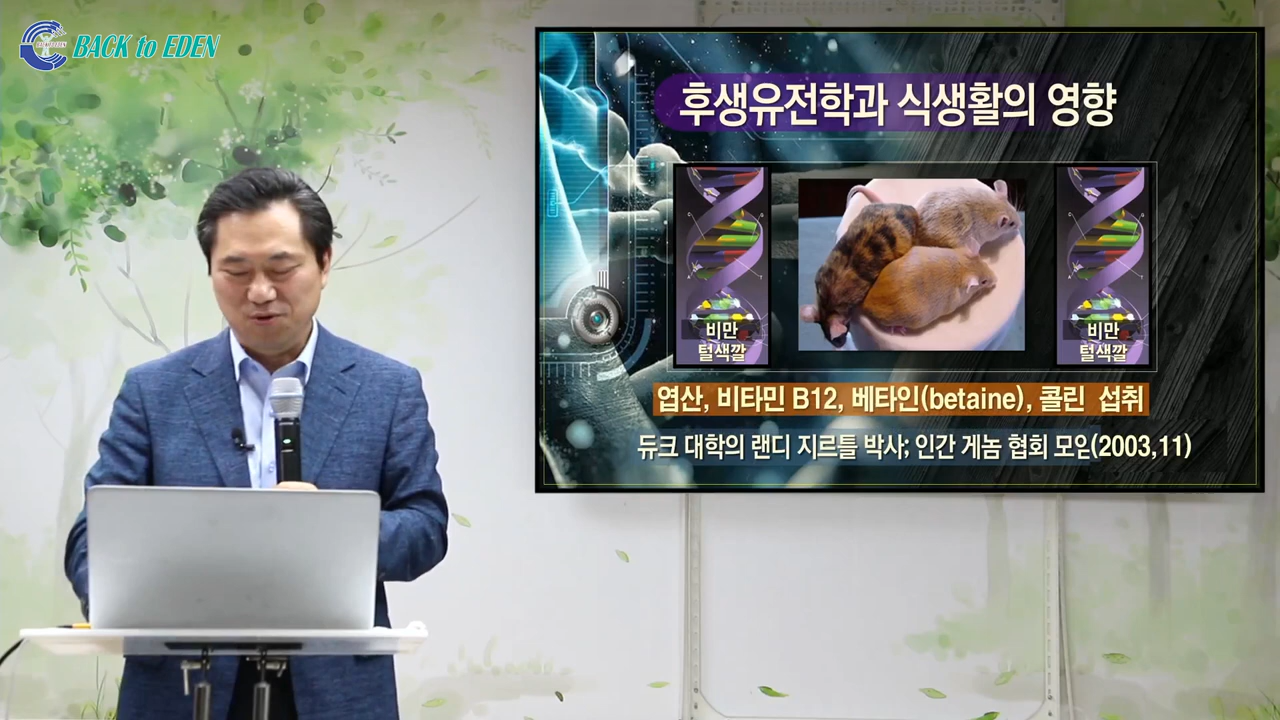 BACK to EDEN
후생유전학과 식생활의 영향
비만
털색깔
비만
털색깔
엽산, 비타민 B12, 베타인(betaine), 콜린 섭취
듀크 대학의 랜디 지르틀 박사; 인간 게놈 협회 모임(2003,11)